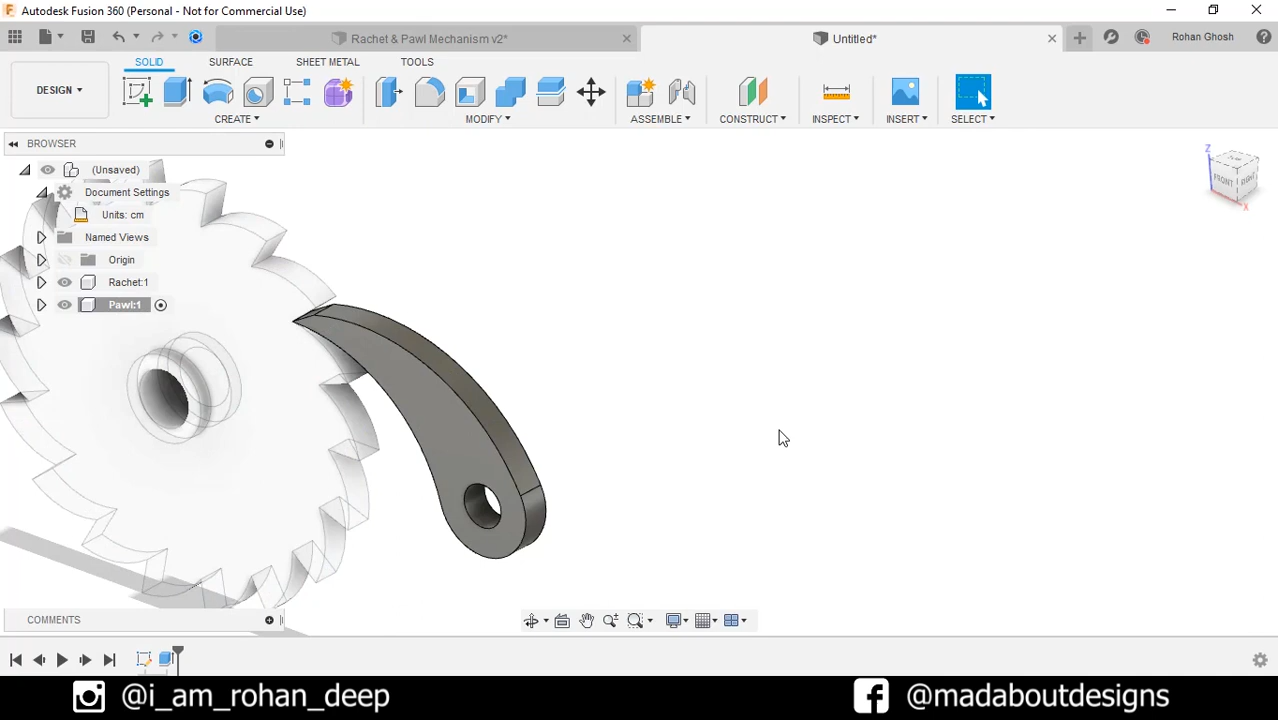 Autodesk Fusion 360 (Personal - Not for Commercial Use)
Rachet & Pawl Mechanism v2*
Untitled*
Rohan Ghosh
DESIGN
SOLID
SURFACE
SHEET METAL
TOOLS
CREATE
MODIFY
ASSEMBLE
CONSTRUCT
INSPECT
INSERT
SELECT
BROWSER
(Unsaved)
Document Settings
Units: cm
Named Views
Origin
Rachet:1
Pawl:1
Z
FRONT
RIGHT
X
COMMENTS
@i_am_rohan_deep
@madaboutdesigns